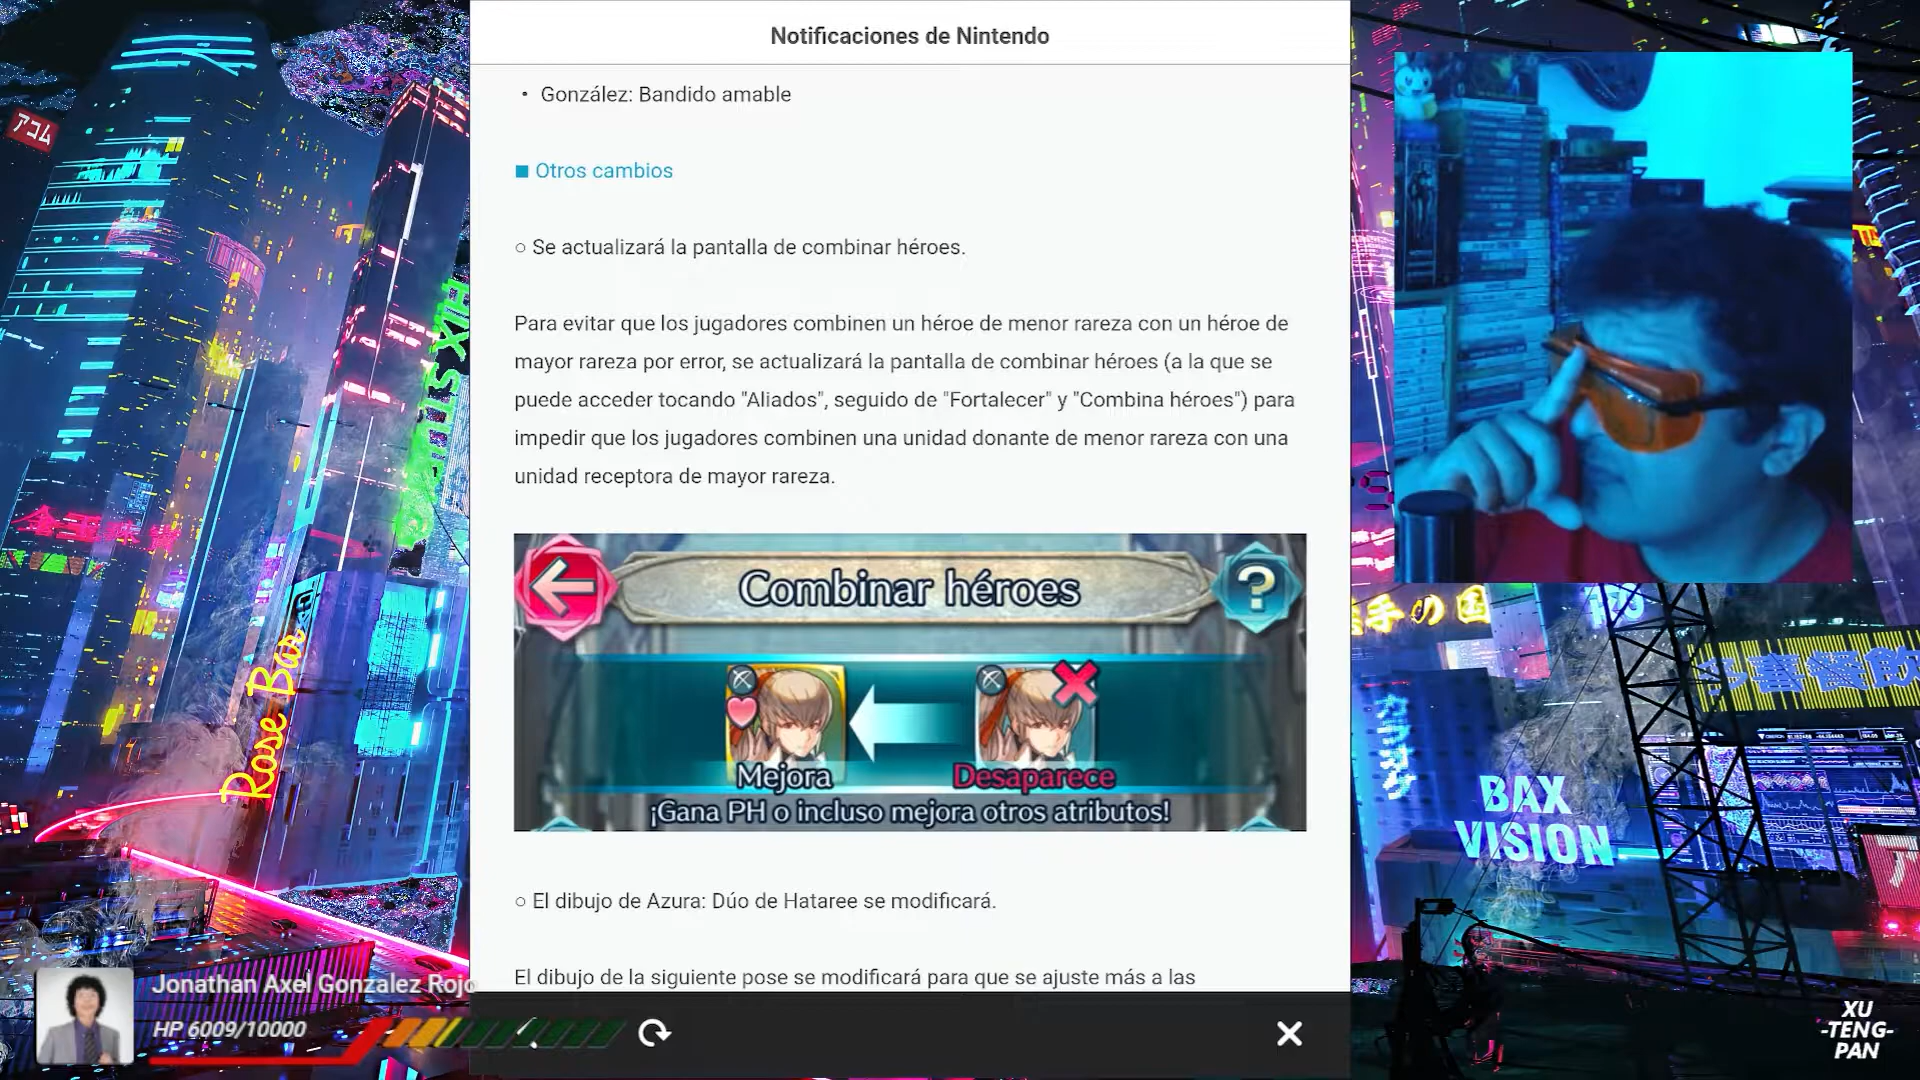 Notificaciones de Nintendo
• González: Bandido amable
■ Otros cambios
○ Se actualizará la pantalla de combinar héroes.
Para evitar que los jugadores combinen un héroe de menor rareza con un héroe de
mayor rareza por error, se actualizará la pantalla de combinar héroes (a la que se
puede acceder tocando "Aliados", seguido de "Fortalecer" y "Combina héroes") para
impedir que los jugadores combinen una unidad donante de menor rareza con una
unidad receptora de mayor rareza.
Combinar héroes
?
Mejora
Desaparece
¡Gana PH o incluso mejora otros atributos!
○ El dibujo de Azura: Dúo de Hataree se modificará.
El dibujo de la siguiente pose se modificará para que se ajuste más a las
アコム
Rose Bar
Jonathan Axel Gonzalez Rojo
HP 6009/10000
BAX
VISION
XU
-TENG-
PAN